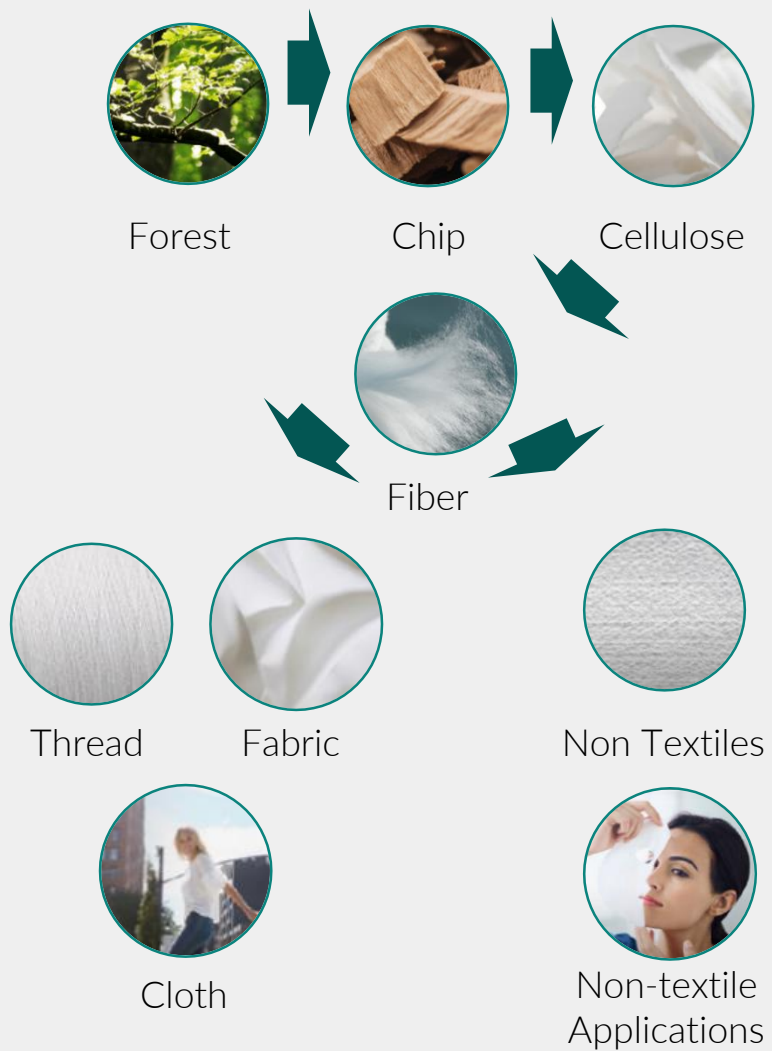 Forest
Chip
Cellulose
Fiber
Thread
Fabric
Non Textiles
Cloth
Non-textile
Applications